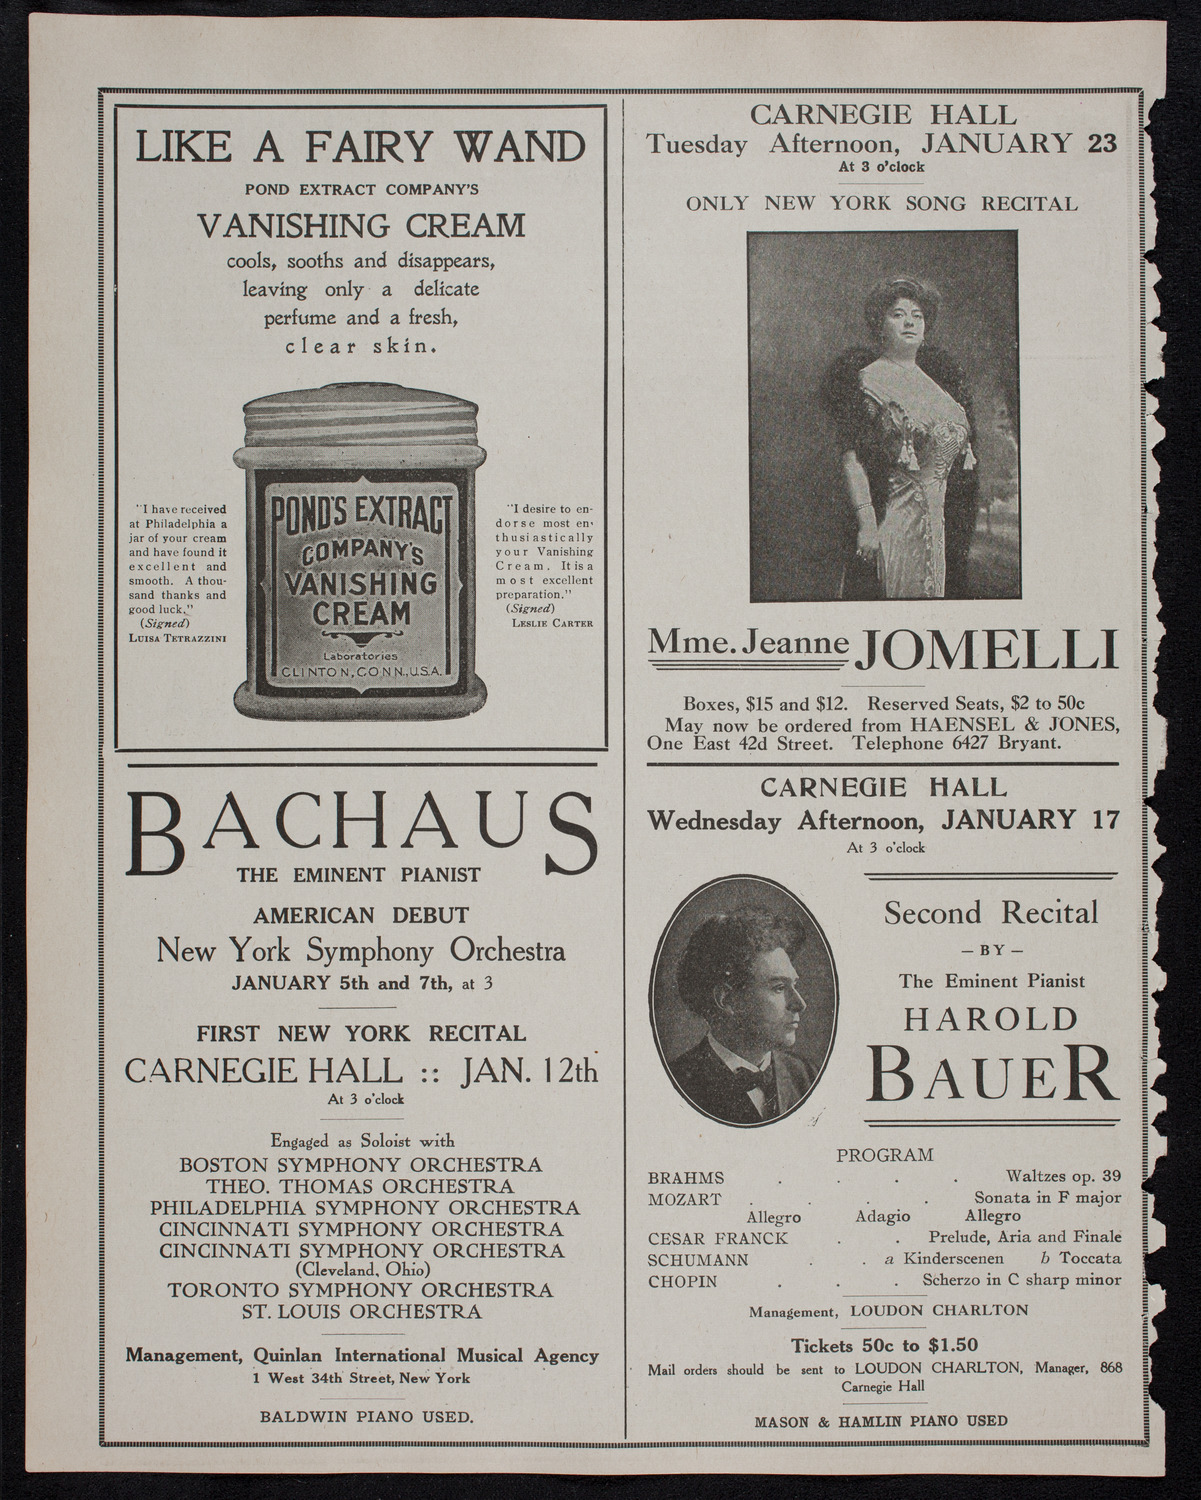 LIKE A FAIRY WAND
POND EXTRACT COMPANY'S
VANISHING CREAM
cools, sooths and disappears,
leaving only a delicate
perfume and a fresh,
clear skin.
"I have received
at Philadelphia a
jar of your cream
and have found it
excellent and
smooth. A thou-
sand thanks and
good luck."
(Signed)
LUISA TETRAZZINI
POND'S EXTRACT
COMPANY'S
VANISHING
CREAM
Laboratories
CLINTON, CONN., U.S.A.
"I desire to en-
dorse most en-
thusiastically
your Vanishing
Cream. It is a
most excellent
preparation."
(Signed)
LESLIE CARTER
BACHAUS
THE EMINENT PIANIST
AMERICAN DEBUT
New York Symphony Orchestra
JANUARY 5th and 7th, at 3
FIRST NEW YORK RECITAL
CARNEGIE HALL :: JAN. 12th
At 3 o'clock
Engaged as Soloist with
BOSTON SYMPHONY ORCHESTRA
THEO. THOMAS ORCHESTRA
PHILADELPHIA SYMPHONY ORCHESTRA
CINCINNATI SYMPHONY ORCHESTRA
CINCINNATI SYMPHONY ORCHESTRA
(Cleveland, Ohio)
TORONTO SYMPHONY ORCHESTRA
ST. LOUIS ORCHESTRA
Management, Quinlan International Musical Agency
1 West 34th Street, New York
BALDWIN PIANO USED.
CARNEGIE HALL
Tuesday Afternoon, JANUARY 23
At 3 o'clock
ONLY NEW YORK SONG RECITAL
Mme. Jeanne JOMELLI
Boxes, $15 and $12. Reserved Seats, $2 to 50c
May now be ordered from HAENSEL & JONES,
One East 42d Street. Telephone 6427 Bryant.
CARNEGIE HALL
Wednesday Afternoon, JANUARY 17
At 3 o'clock
Second Recital
— BY —
The Eminent Pianist
HAROLD
BAUER
PROGRAM
BRAHMS . . . . Waltzes op. 39
MOZART . . . . Sonata in F major
Allegro Adagio Allegro
CESAR FRANCK . . Prelude, Aria and Finale
SCHUMANN . . a Kinderscenen b Toccata
CHOPIN . . . Scherzo in C sharp minor
Management, LOUDON CHARLTON
Tickets 50c to $1.50
Mail orders should be sent to LOUDON CHARLTON, Manager, 868
Carnegie Hall
MASON & HAMLIN PIANO USED